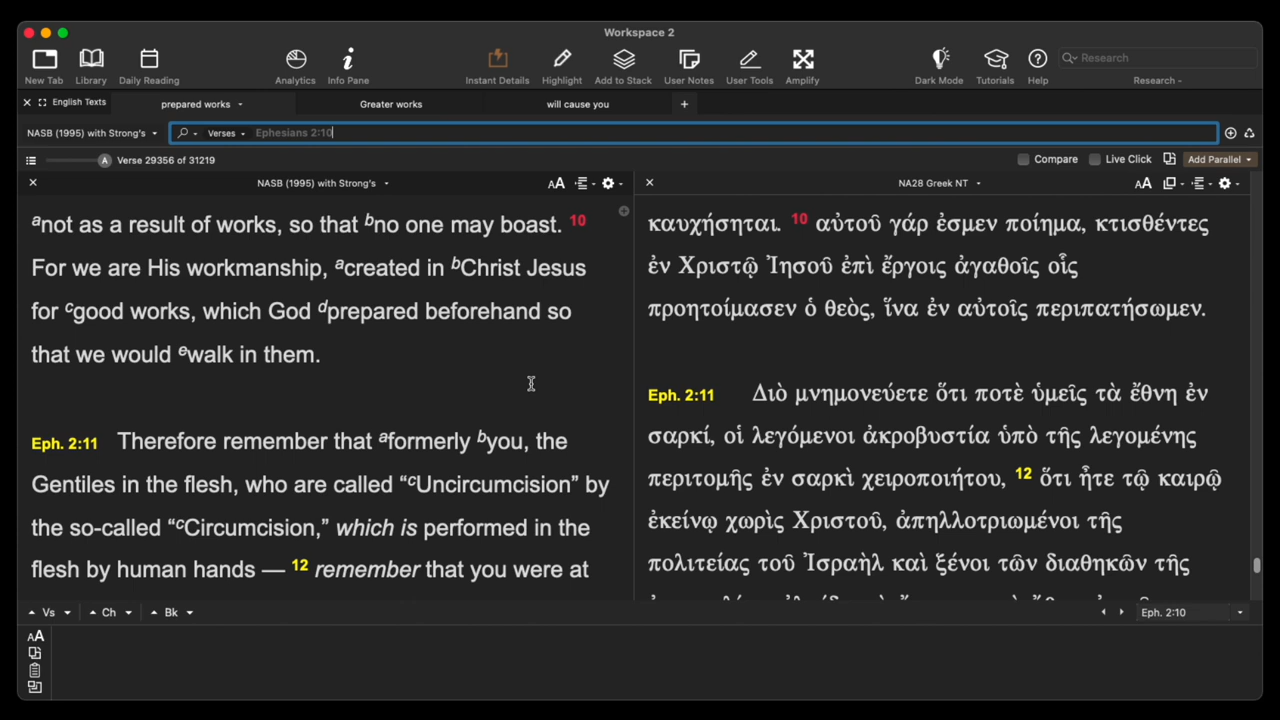 Workspace 2
New Tab Library Daily Reading Analytics Info Pane Instant Details Highlight Add to Stack User Notes User Tools Amplify Dark Mode Tutorials Help Research
Research
English Texts prepared works Greater works will cause you +
NASB (1995) with Strong's Verses Ephesians 2:10
A Verse 29356 of 31219 Compare Live Click Add Parallel
NASB (1995) with Strong's AA
ᵃnot as a result of works, so that ᵇno one may boast. 10
For we are His workmanship, ᵃcreated in ᵇChrist Jesus
for ᶜgood works, which God ᵈprepared beforehand so
that we would ᵉwalk in them.
Eph. 2:11 Therefore remember that ᵃformerly ᵇyou, the
Gentiles in the flesh, who are called “ᶜUncircumcision” by
the so-called “ᶜCircumcision,” which is performed in the
flesh by human hands — 12 remember that you were at
NA28 Greek NT AA
καυχήσηται. 10 αὐτοῦ γάρ ἐσμεν ποίημα, κτισθέντες
ἐν Χριστῷ Ἰησοῦ ἐπὶ ἔργοις ἀγαθοῖς οἷς
προητοίμασεν ὁ θεὸς, ἵνα ἐν αὐτοῖς περιπατήσωμεν.
Eph. 2:11 Διὸ μνημονεύετε ὅτι ποτὲ ὑμεῖς τὰ ἔθνη ἐν
σαρκί, οἱ λεγόμενοι ἀκροβυστία ὑπὸ τῆς λεγομένης
περιτομῆς ἐν σαρκὶ χειροποιήτου, 12 ὅτι ἦτε τῷ καιρῷ
ἐκείνῳ χωρὶς Χριστοῦ, ἀπηλλοτριωμένοι τῆς
πολιτείας τοῦ Ἰσραὴλ καὶ ξένοι τῶν διαθηκῶν τῆς
Vs Ch Bk Eph. 2:10
AA